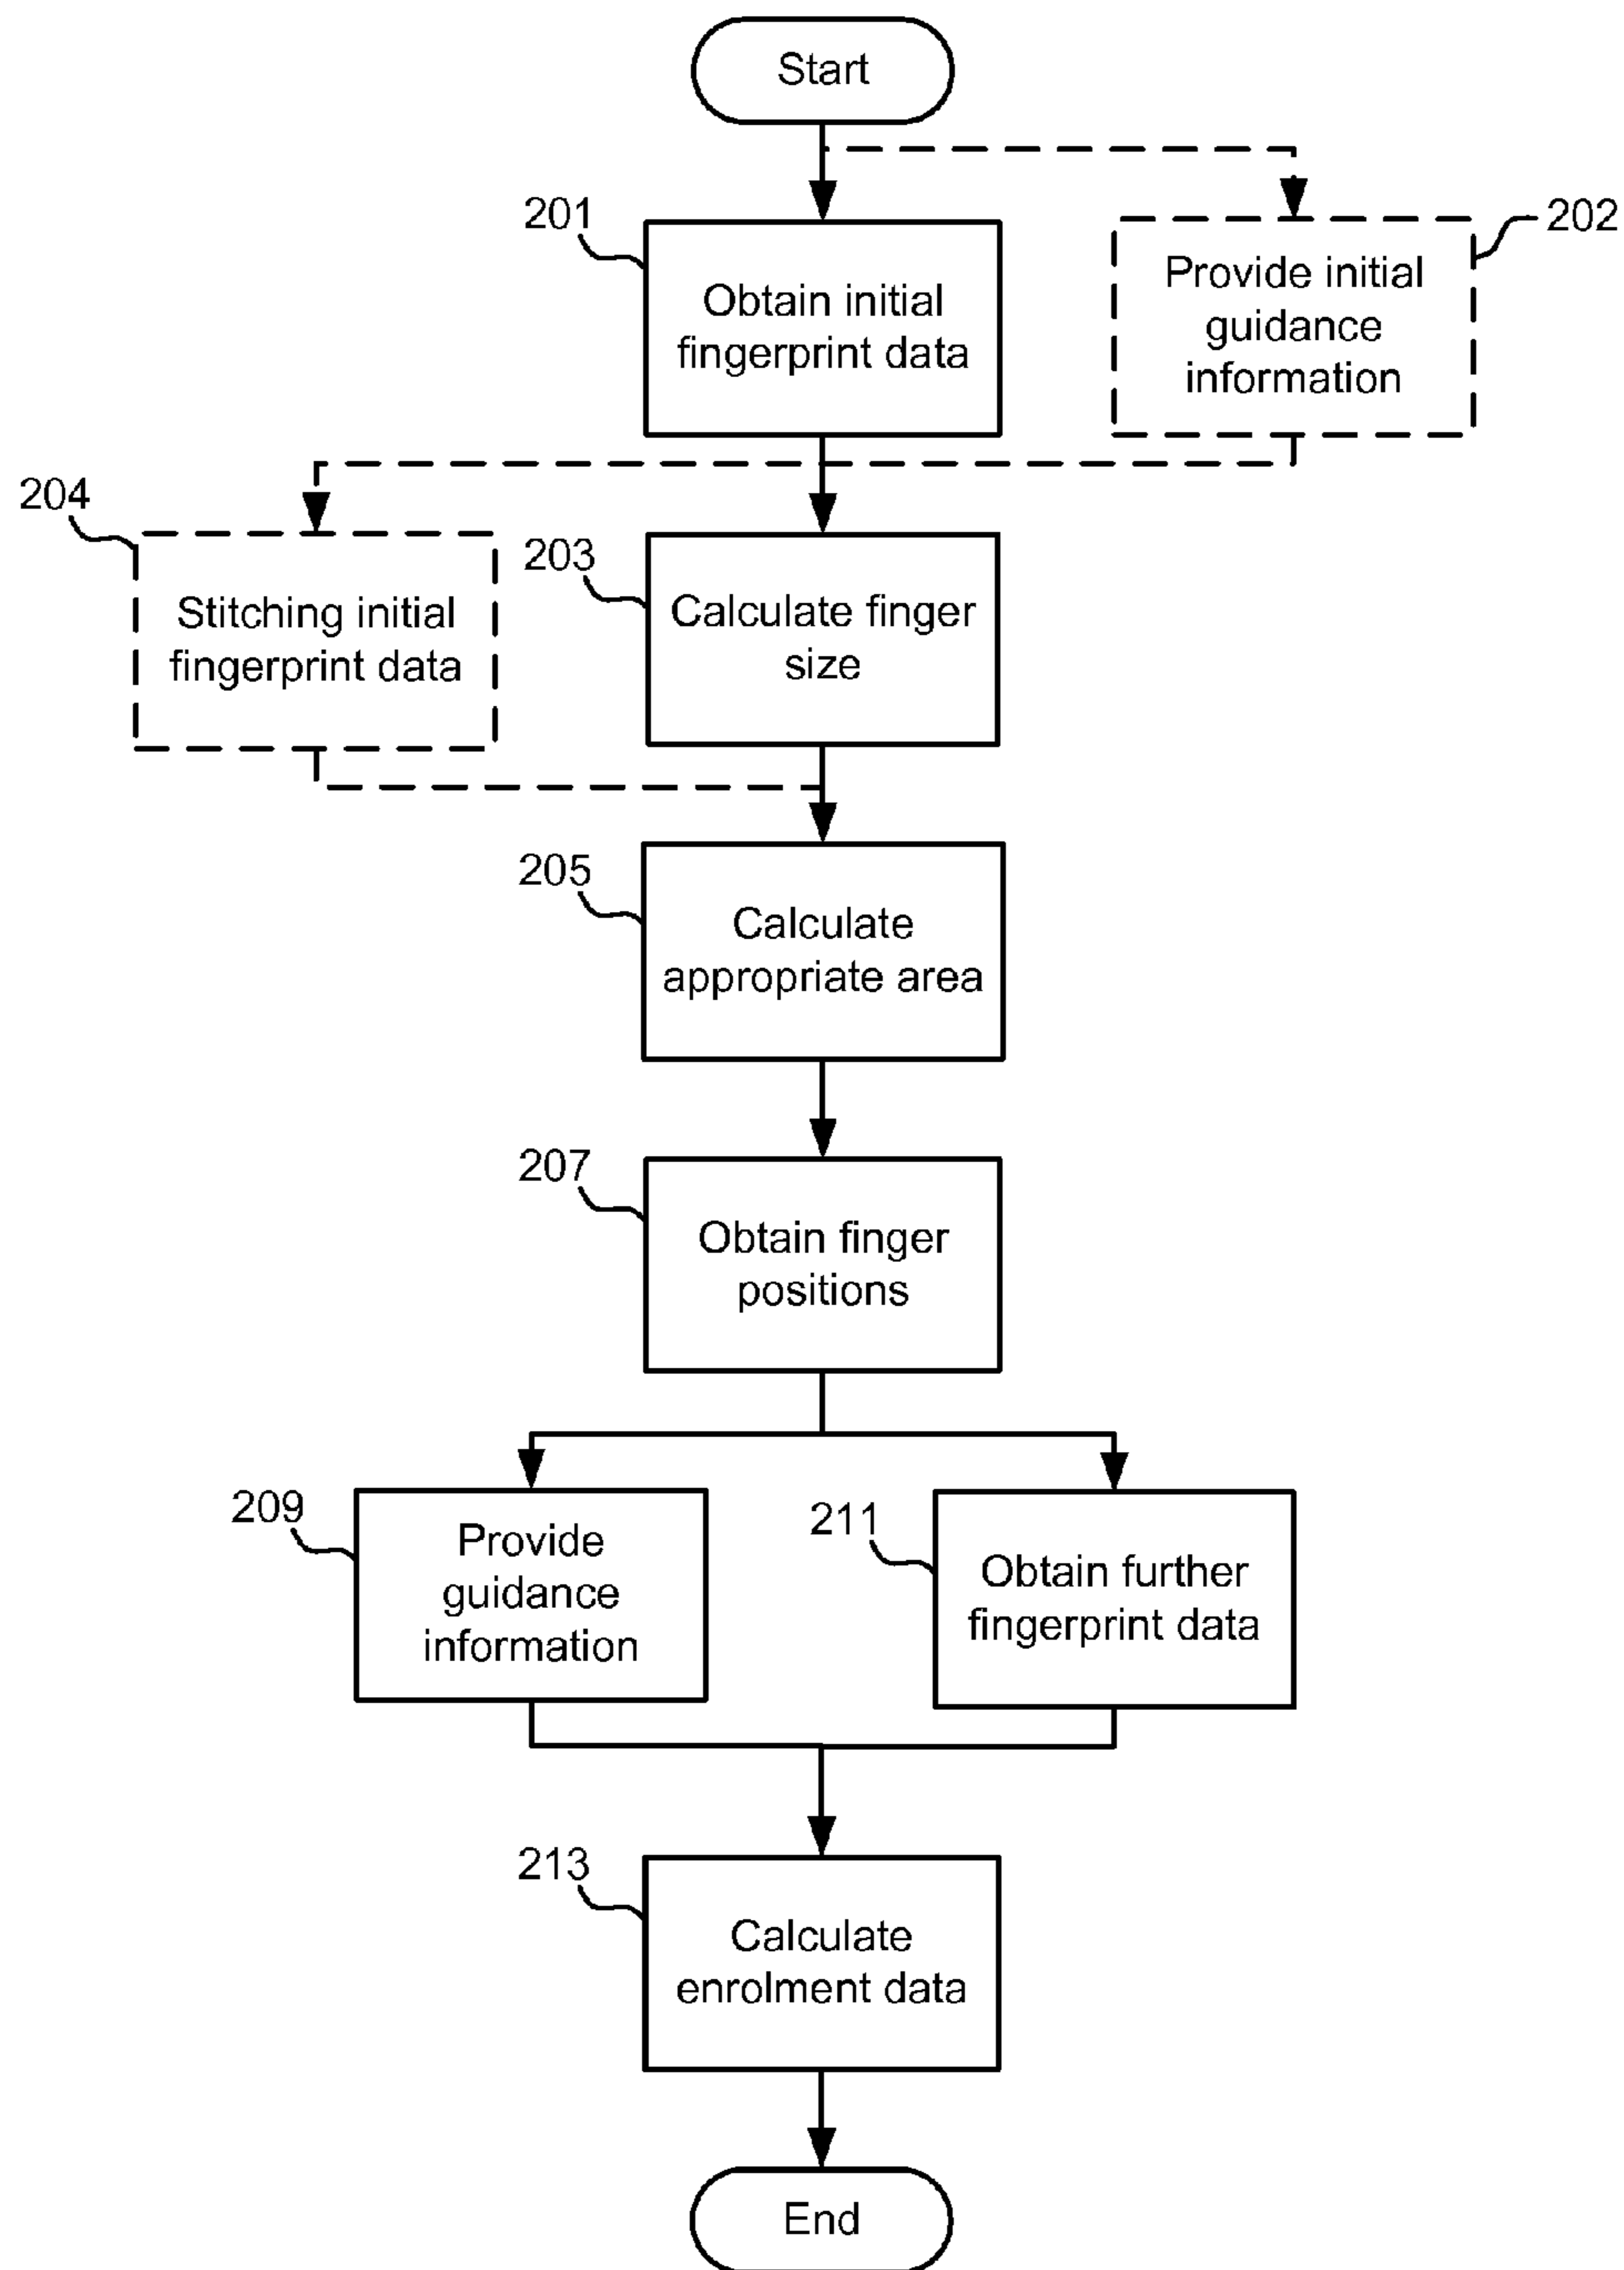 Start
201
Obtain initial
fingerprint data
202
Provide initial
guidance
information
204
Stitching initial
fingerprint data
203
Calculate finger
size
205
Calculate
appropriate area
207
Obtain finger
positions
209
Provide
guidance
information
211
Obtain further
fingerprint data
213
Calculate
enrolment data
End